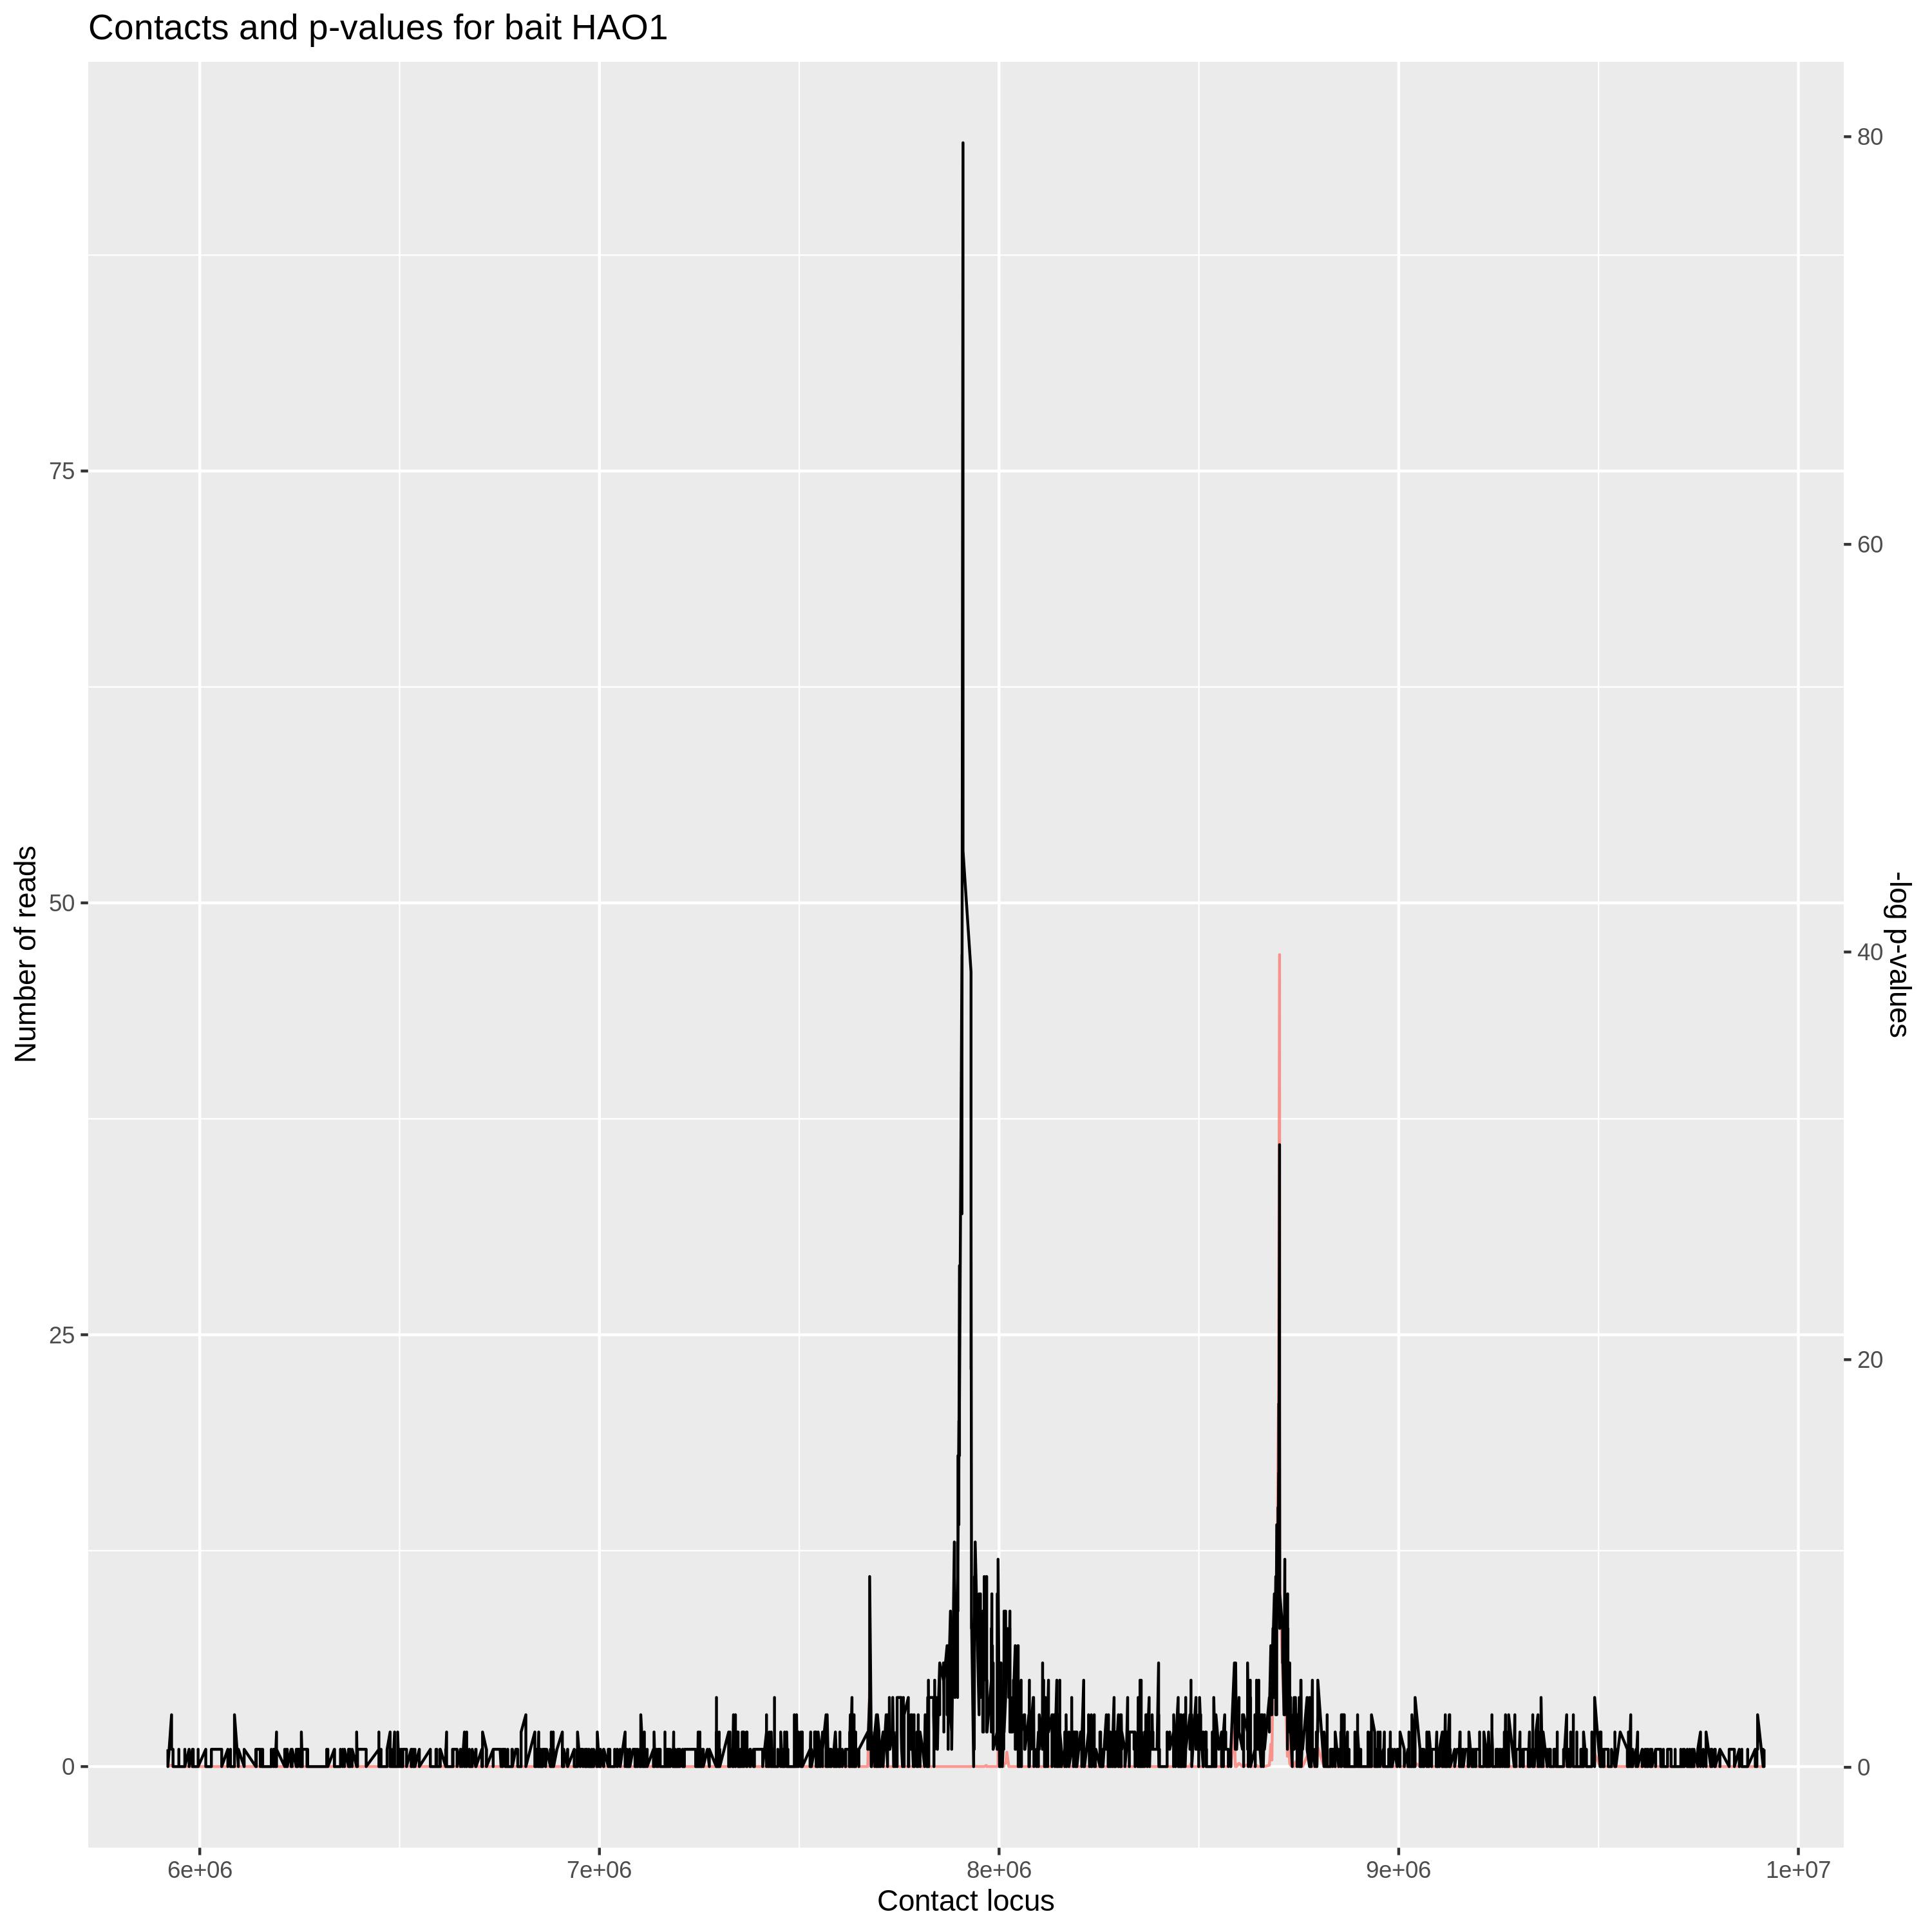 Contacts and p-values for bait HAO1
Number of reads
75
50
25
0
80
60
40
20
0
-log p-values
6e+06
7e+06
8e+06
9e+06
1e+07
Contact locus